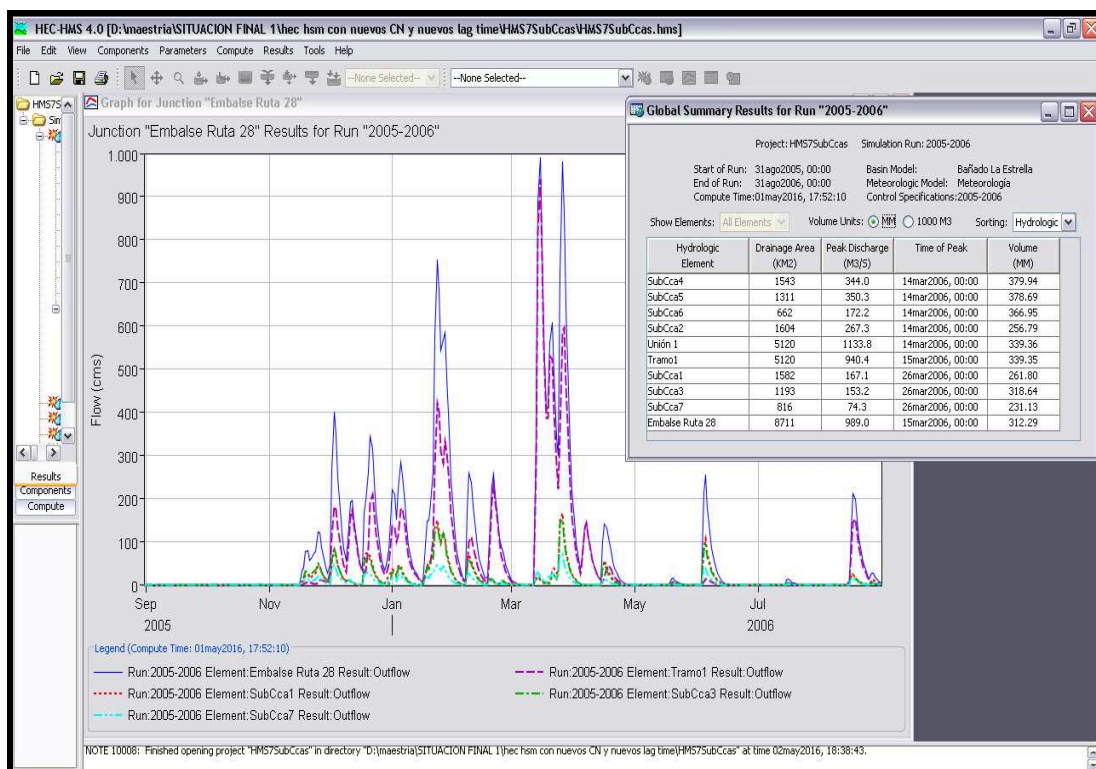 HEC-HMS 4.0 [D:\maestria\SITUACION FINAL 1\hec hsm con nuevos CN y nuevos lag time\HMS7SubCcas\HMS7SubCcas.hms]
File Edit View Components Parameters Compute Results Tools Help
--None Selected-- --None Selected--
HMS7S
Sim
Graph for Junction "Embalse Ruta 28"
Junction "Embalse Ruta 28" Results for Run "2005-2006"
1.000
900
800
700
600
500
400
300
200
100
0
Flow (cms)
Sep Nov Jan Mar May Jul
2005 2006
Legend (Compute Time: 01may2016, 17:52:10)
Run:2005-2006 Element:Embalse Ruta 28 Result:Outflow Run:2005-2006 Element:Tramo1 Result:Outflow
Run:2005-2006 Element:SubCca1 Result:Outflow Run:2005-2006 Element:SubCca3 Result:Outflow
Run:2005-2006 Element:SubCca7 Result:Outflow
Results
Components
Compute
Global Summary Results for Run "2005-2006"
Project: HMS7SubCcas Simulation Run: 2005-2006
Start of Run: 31ago2005, 00:00 Basin Model: Bañado La Estrella
End of Run: 31ago2006, 00:00 Meteorologic Model: Meteorología
Compute Time:01may2016, 17:52:10 Control Specifications:2005-2006
Show Elements: All Elements Volume Units: MM 1000 M3 Sorting: Hydrologic
Hydrologic Drainage Area Peak Discharge Time of Peak Volume
Element (KM2) (M3/S) (MM)
SubCca4 1543 344.0 14mar2006, 00:00 379.94
SubCca5 1311 350.3 14mar2006, 00:00 378.69
SubCca6 662 172.2 14mar2006, 00:00 366.95
SubCca2 1604 267.3 14mar2006, 00:00 256.79
Unión 1 5120 1133.8 14mar2006, 00:00 339.36
Tramo1 5120 940.4 15mar2006, 00:00 339.35
SubCca1 1582 167.1 26mar2006, 00:00 261.80
SubCca3 1193 153.2 26mar2006, 00:00 318.64
SubCca7 816 74.3 26mar2006, 00:00 231.13
Embalse Ruta 28 8711 989.0 15mar2006, 00:00 312.29
NOTE 10008: Finished opening project "HMS7SubCcas" in directory "D:\maestria\SITUACION FINAL 1\hec hsm con nuevos CN y nuevos lag time\HMS7SubCcas" at time 02may2016, 18:38:43.